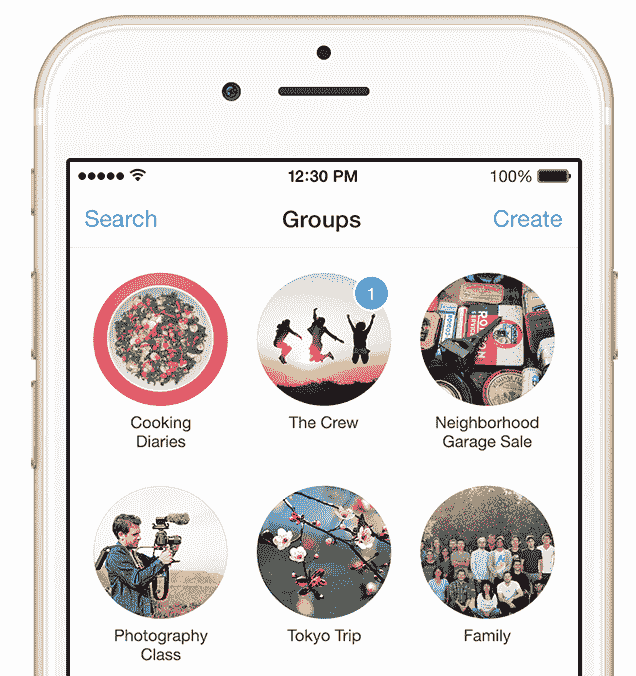 12:30 PM 100%
Search Groups Create
1
Cooking
Diaries
The Crew
Neighborhood
Garage Sale
Photography
Class
Tokyo Trip
Family